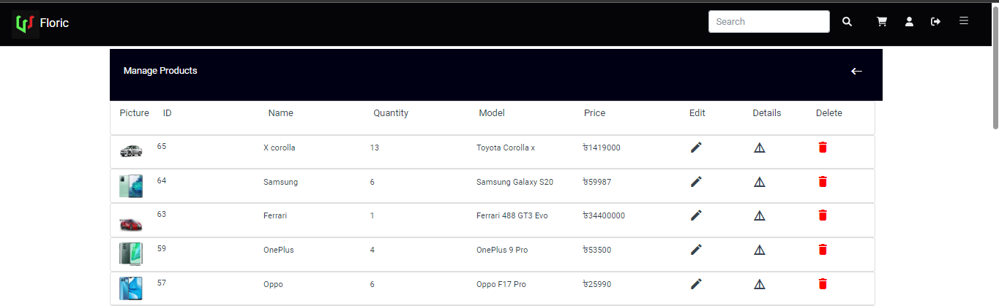 Floric
Search
Manage Products
Picture ID Name Quantity Model Price Edit Details Delete
65 X corolla 13 Toyota Corolla x ৳1419000
64 Samsung 6 Samsung Galaxy S20 ৳59987
63 Ferrari 1 Ferrari 488 GT3 Evo ৳34400000
59 OnePlus 4 OnePlus 9 Pro ৳53500
57 Oppo 6 Oppo F17 Pro ৳25990